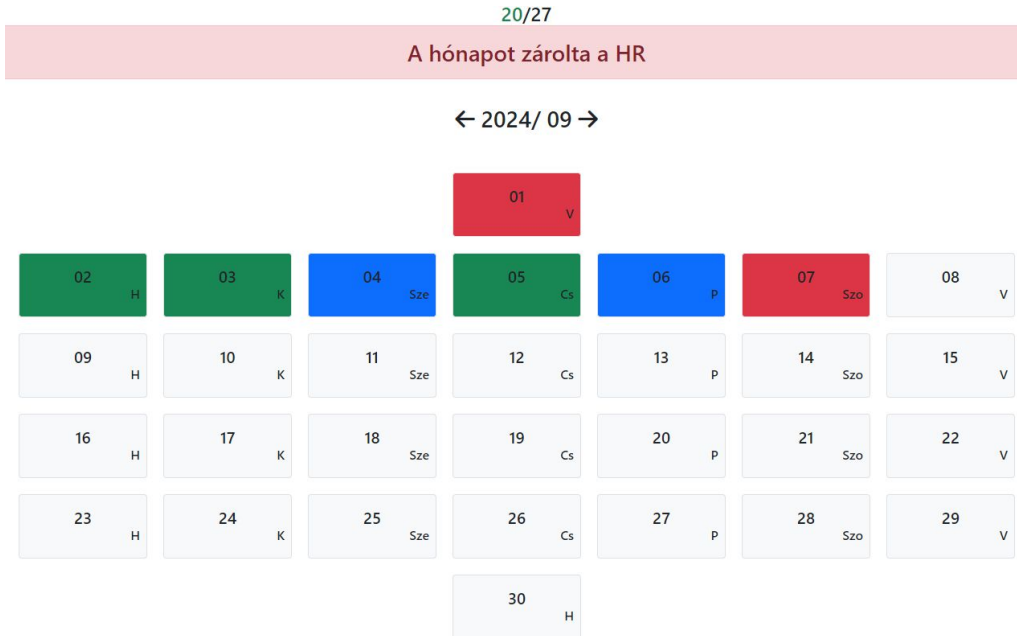 20/27
A hónapot zárolta a HR
← 2024/ 09 →
01 V
02 H 03 K 04 Sze 05 Cs 06 P 07 Szo 08 V
09 H 10 K 11 Sze 12 Cs 13 P 14 Szo 15 V
16 H 17 K 18 Sze 19 Cs 20 P 21 Szo 22 V
23 H 24 K 25 Sze 26 Cs 27 P 28 Szo 29 V
30 H